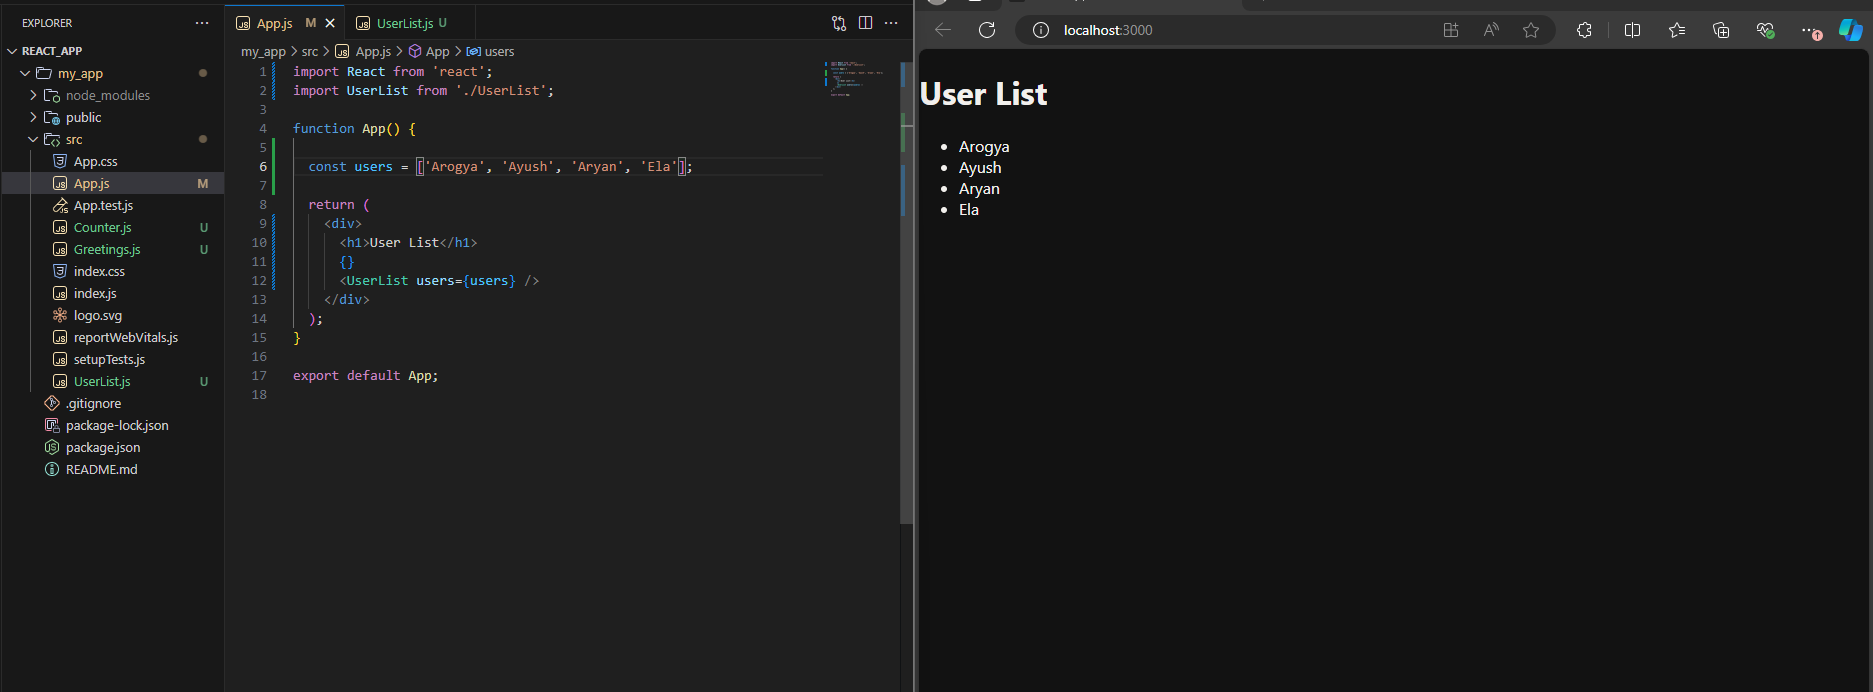 EXPLORER
REACT_APP
my_app
node_modules
public
src
App.css
App.js M
App.test.js
Counter.js U
Greetings.js U
index.css
index.js
logo.svg
reportWebVitals.js
setupTests.js
UserList.js U
.gitignore
package-lock.json
package.json
README.md
App.js M
UserList.js U
my_app > src > App.js > App > users
1 import React from 'react';
2 import UserList from './UserList';
3
4 function App() {
5
6 const users = ['Arogya', 'Ayush', 'Aryan', 'Ela'];
7
8 return (
9 <div>
10 <h1>User List</h1>
11 {}
12 <UserList users={users} />
13 </div>
14 );
15 }
16
17 export default App;
18
localhost:3000
User List
• Arogya
• Ayush
• Aryan
• Ela